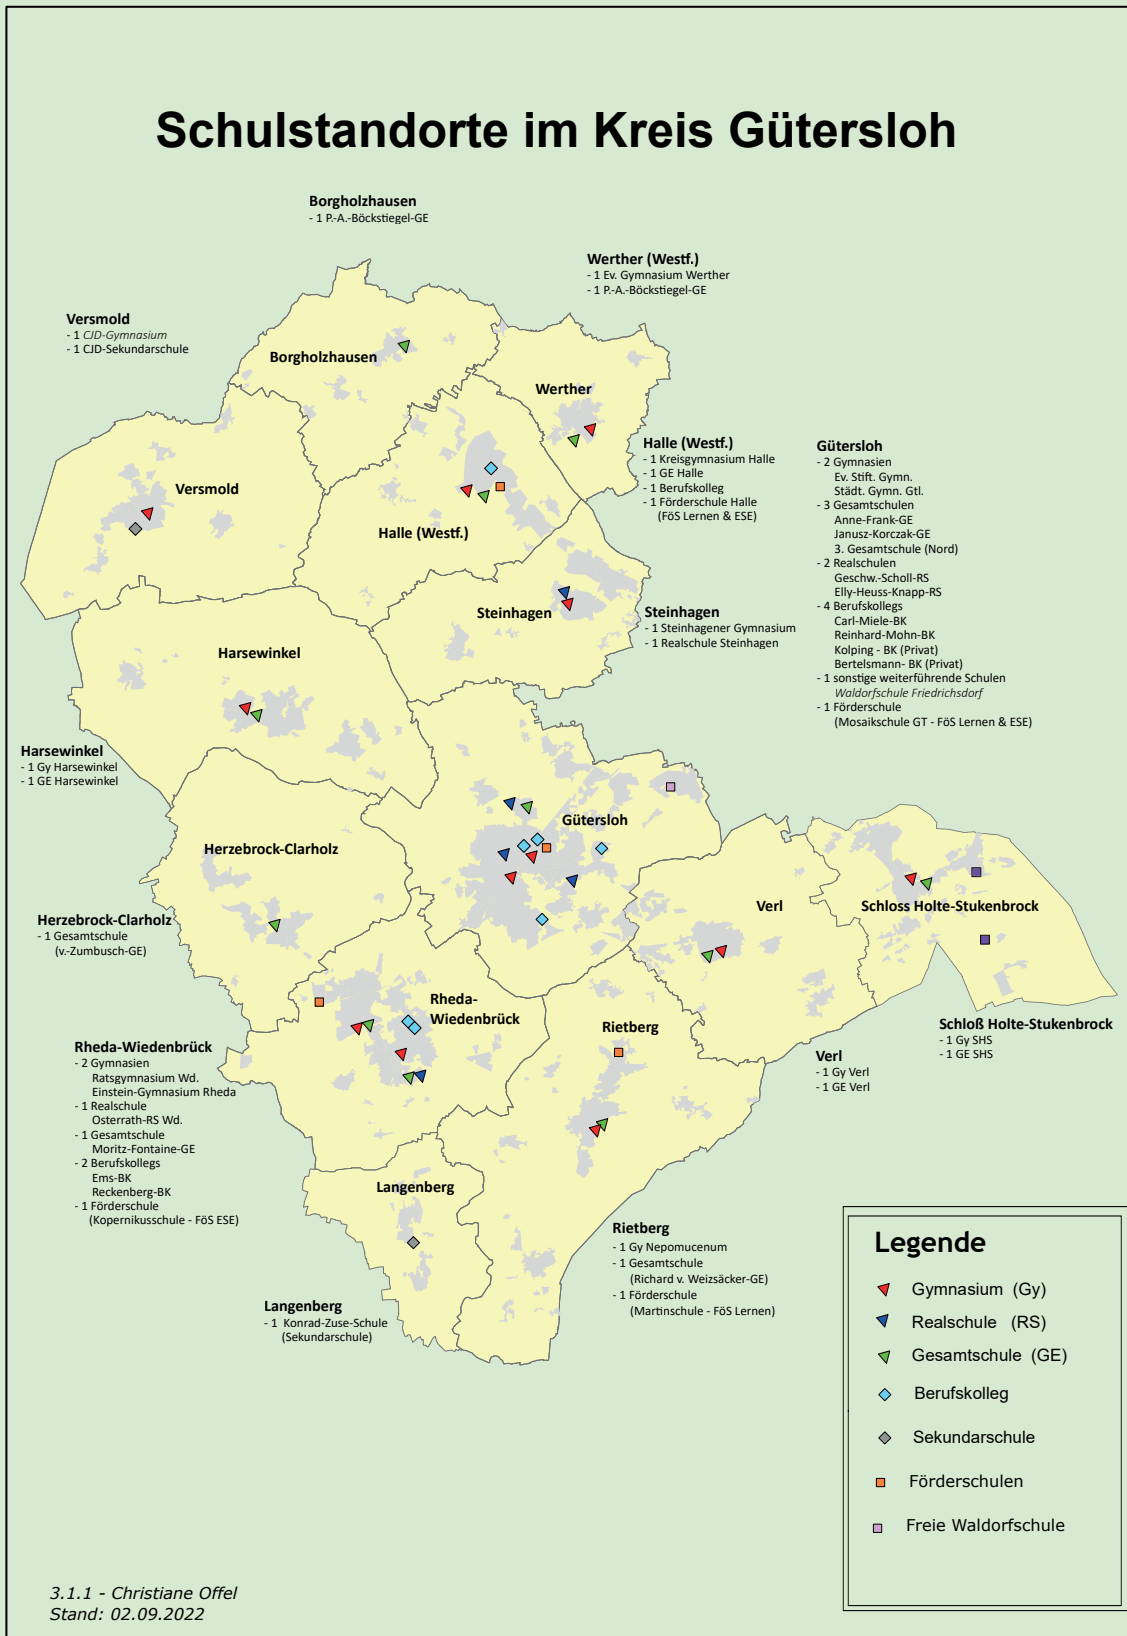 Schulstandorte im Kreis Gütersloh
Borgholzhausen
- 1 P.-A.-Böckstiegel-GE
Werther (Westf.)
- 1 Ev. Gymnasium Werther
- 1 P.-A.-Böckstiegel-GE
Versmold
- 1 CJD-Gymnasium
- 1 CJD-Sekundarschule
Borgholzhausen
Werther
Halle (Westf.)
- 1 Kreisgymnasium Halle
- 1 GE Halle
- 1 Berufskolleg
- 1 Förderschule Halle
(FöS Lernen & ESE)
Gütersloh
- 2 Gymnasien
Ev. Stift. Gymn.
Städt. Gymn. Gtl.
- 3 Gesamtschulen
Anne-Frank-GE
Janusz-Korczak-GE
3. Gesamtschule (Nord)
- 2 Realschulen
Geschw.-Scholl-RS
Elly-Heuss-Knapp-RS
- 4 Berufskollegs
Carl-Miele-BK
Reinhard-Mohn-BK
Kolping - BK (Privat)
Bertelsmann- BK (Privat)
- 1 sonstige weiterführende Schulen
Waldorfschule Friedrichsdorf
- 1 Förderschule
(Mosaikschule GT - FöS Lernen & ESE)
Versmold
Halle (Westf.)
Steinhagen
Steinhagen
- 1 Steinhagener Gymnasium
- 1 Realschule Steinhagen
Harsewinkel
Harsewinkel
- 1 Gy Harsewinkel
- 1 GE Harsewinkel
Gütersloh
Herzebrock-Clarholz
Herzebrock-Clarholz
- 1 Gesamtschule
(v.-Zumbusch-GE)
Verl
Schloss Holte-Stukenbrock
Rheda-
Wiedenbrück
Rietberg
Schloß Holte-Stukenbrock
- 1 Gy SHS
- 1 GE SHS
Verl
- 1 Gy Verl
- 1 GE Verl
Rheda-Wiedenbrück
- 2 Gymnasien
Ratsgymnasium Wd.
Einstein-Gymnasium Rheda
- 1 Realschule
Osterrath-RS Wd.
- 1 Gesamtschule
Moritz-Fontaine-GE
- 2 Berufskollegs
Ems-BK
Reckenberg-BK
- 1 Förderschule
(Kopernikusschule - FöS ESE)
Langenberg
Langenberg
- 1 Konrad-Zuse-Schule
(Sekundarschule)
Rietberg
- 1 Gy Nepomucenum
- 1 Gesamtschule
(Richard v. Weizsäcker-GE)
- 1 Förderschule
(Martinschule - FöS Lernen)
Legende
Gymnasium (Gy)
Realschule (RS)
Gesamtschule (GE)
Berufskolleg
Sekundarschule
Förderschulen
Freie Waldorfschule
3.1.1 - Christiane Offel
Stand: 02.09.2022